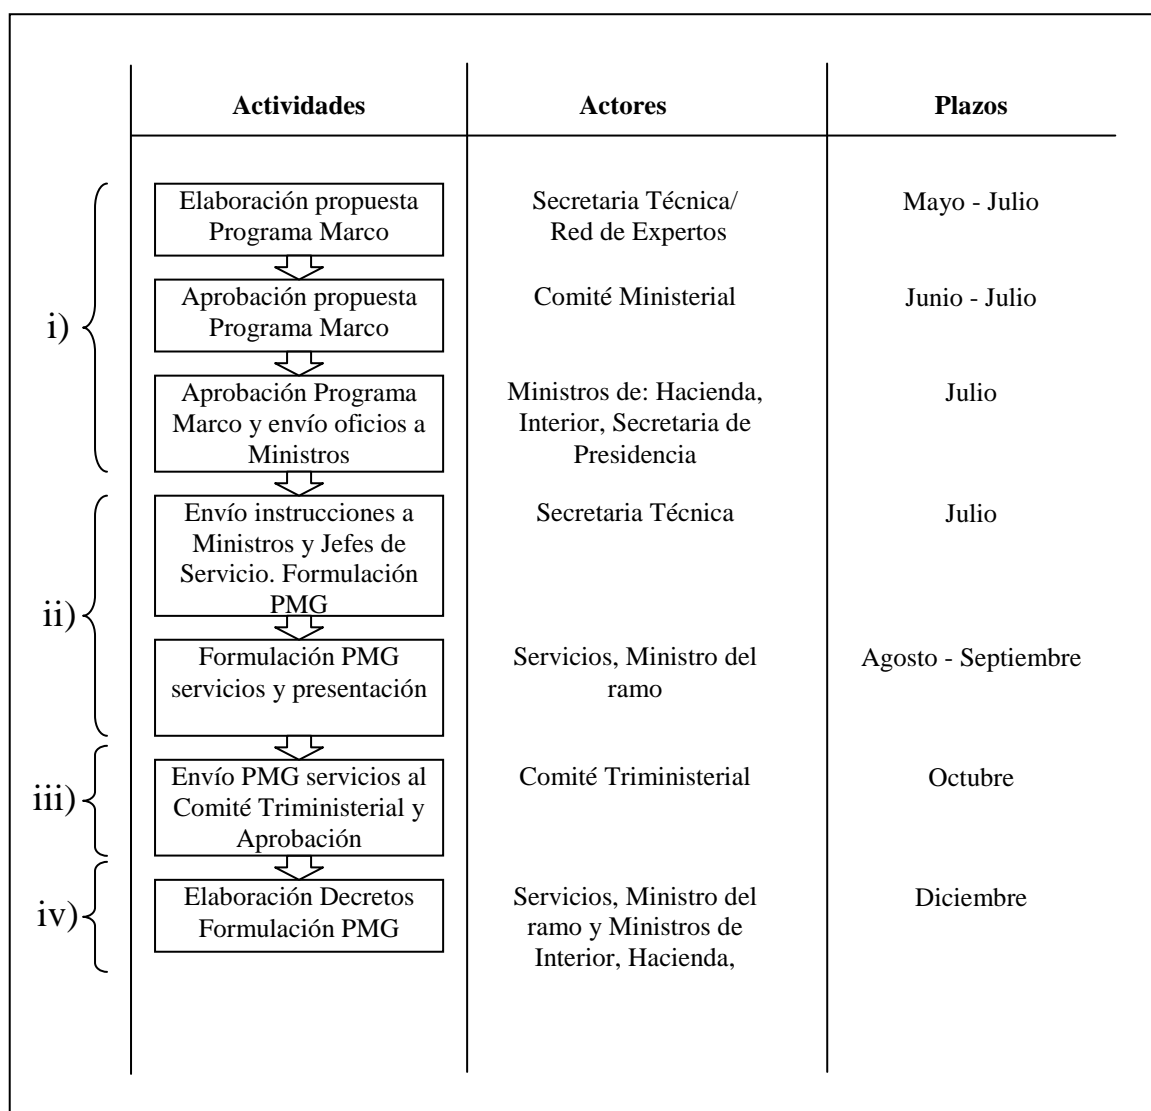 Actividades
Actores
Plazos
i)
Elaboración propuesta
Programa Marco
Secretaria Técnica/
Red de Expertos
Mayo - Julio
Aprobación propuesta
Programa Marco
Comité Ministerial
Junio - Julio
Aprobación Programa
Marco y envío oficios a
Ministros
Ministros de: Hacienda,
Interior, Secretaria de
Presidencia
Julio
ii)
Envío instrucciones a
Ministros y Jefes de
Servicio. Formulación
PMG
Secretaria Técnica
Julio
Formulación PMG
servicios y presentación
Servicios, Ministro del
ramo
Agosto - Septiembre
iii)
Envío PMG servicios al
Comité Triministerial y
Aprobación
Comité Triministerial
Octubre
iv)
Elaboración Decretos
Formulación PMG
Servicios, Ministro del
ramo y Ministros de
Interior, Hacienda,
Diciembre